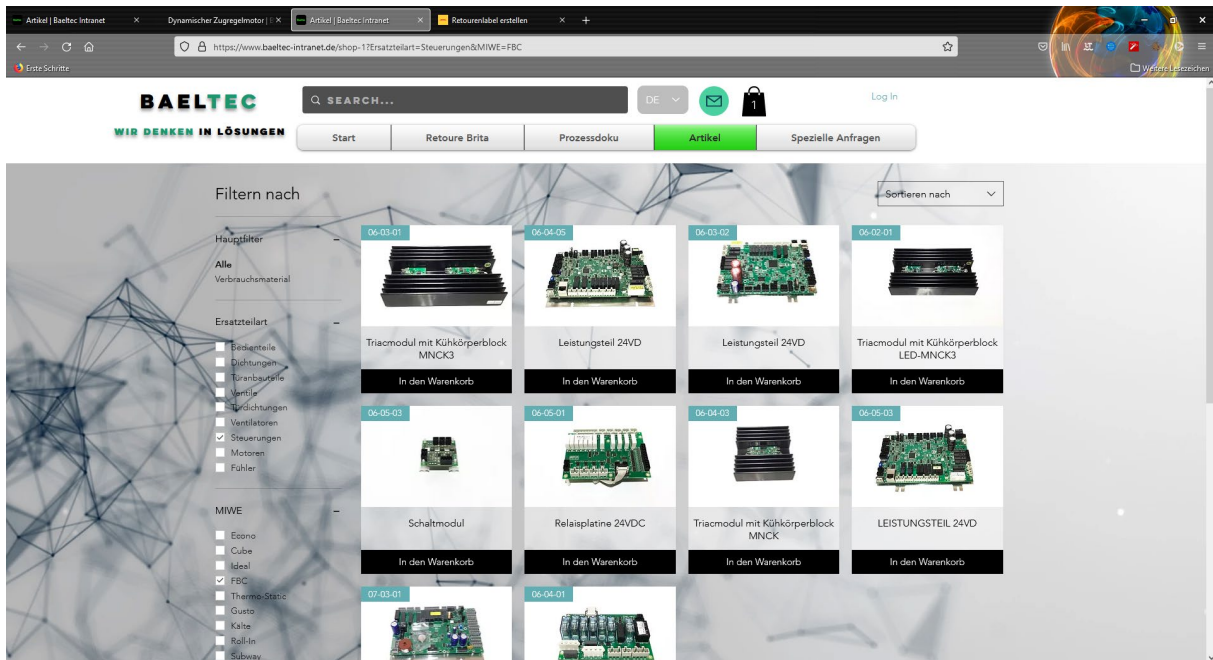 Artikel | Baeltec Intranet
Dynamischer Zugregelmotor | B
Artikel | Baeltec Intranet
Retourenlabel erstellen
https://www.baeltec-intranet.de/shop-1?Ersatzteilart=Steuerungen&MIWE=FBC
Erste Schritte
Weitere Lesezeichen
BAELTEC
WIR DENKEN IN LÖSUNGEN
SEARCH...
DE
1
Log In
Start
Retoure Brita
Prozessdoku
Artikel
Spezielle Anfragen
Filtern nach
Sortieren nach
Hauptfilter
Alle
Verbrauchsmaterial
Ersatzteilart
Bedienteile
Dichtungen
Türanbauteile
Ventile
Türdichtungen
Ventilatoren
Steuerungen
Motoren
Fühler
MIWE
Econo
Cube
Ideal
FBC
Thermo-Static
Gusto
Kälte
Roll-In
Subway
06-03-01
Triacmodul mit Kühkörperblock
MNCK3
In den Warenkorb
06-04-05
Leistungsteil 24VD
In den Warenkorb
06-03-02
Leistungsteil 24VD
In den Warenkorb
06-02-01
Triacmodul mit Kühkörperblock
LED-MNCK3
In den Warenkorb
06-05-03
Schaltmodul
In den Warenkorb
06-05-01
Relaisplatine 24VDC
In den Warenkorb
06-04-03
Triacmodul mit Kühkörperblock
MNCK
In den Warenkorb
06-05-03
LEISTUNGSTEIL 24VD
In den Warenkorb
07-03-01
06-04-01